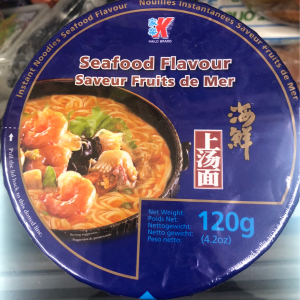 Instant Noodles Seafood Flavour
Nouilles Instantanees Saveur Fruits de Mer
K
KAILO BRAND
Seafood Flavour
Saveur Fruits de Mer
海鲜
上汤面
Net Weight:
Poids Net:
Nettogewicht:
Netto gewicht:
Peso netto:
120g
(4.2oz)